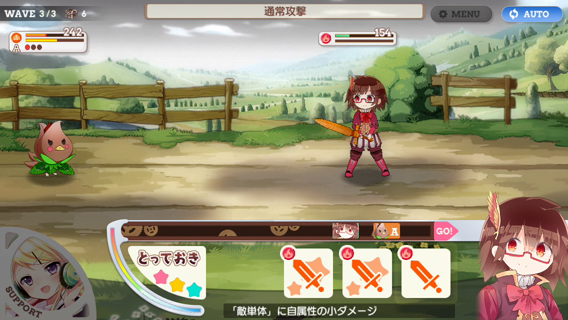 WAVE 3/3 6
通常攻撃
MENU
AUTO
242
A
154
A
GO!
とっておき
SUPPORT
「敵単体」に自属性の小ダメージ